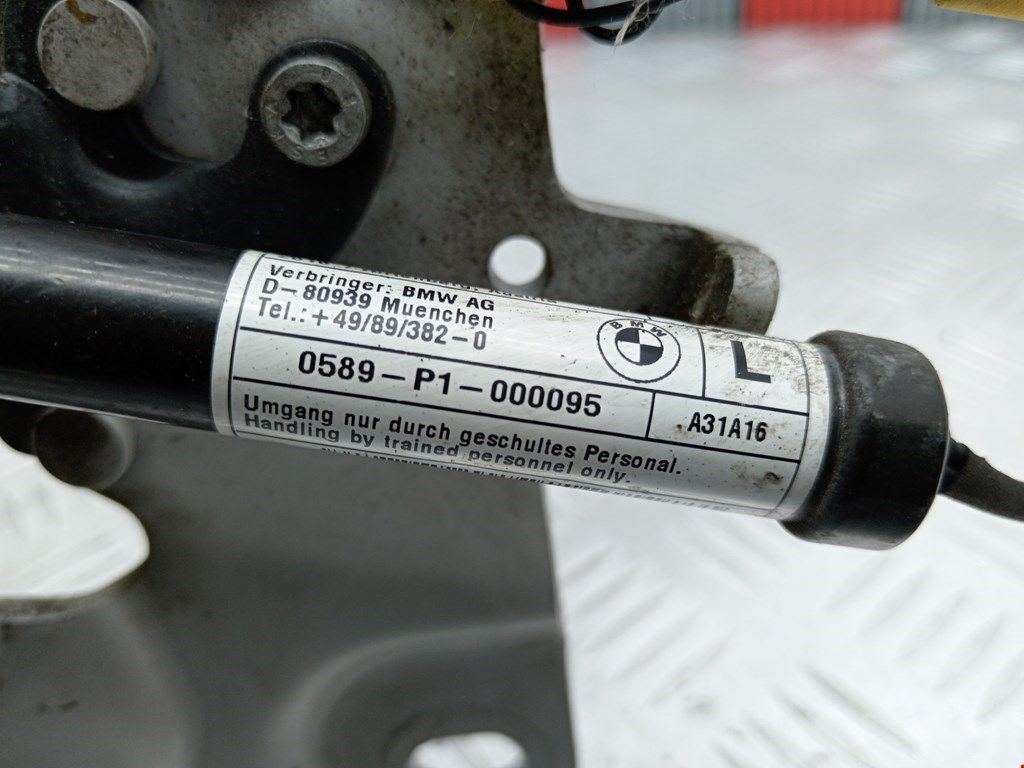 Verbringer: BMW AG
D-80939 Muenchen
Tel.: +49/89/382-0
BMW
L
0589-P1-000095
A31A16
Umgang nur durch geschultes Personal.
Handling by trained personnel only.